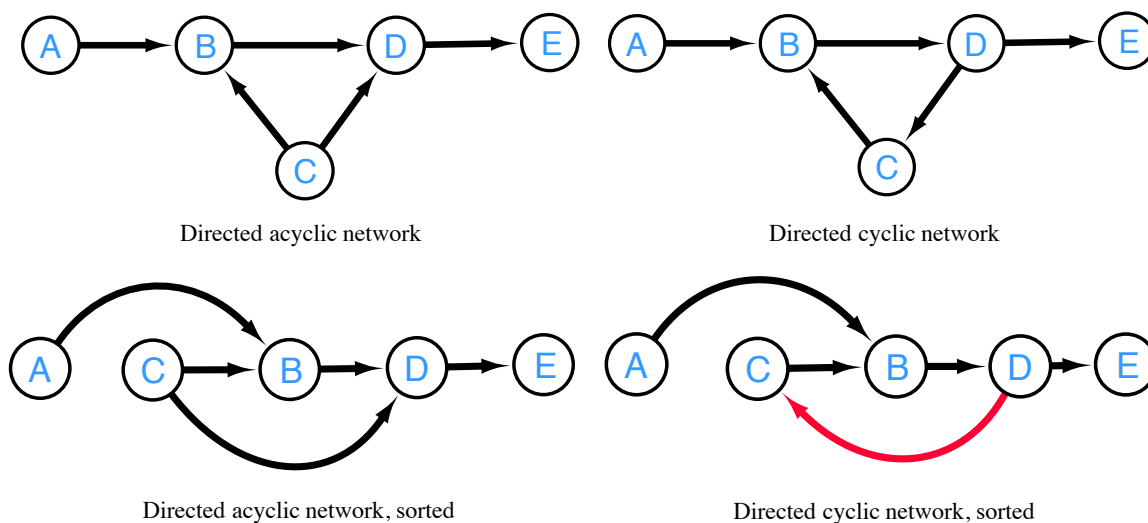 A B D E
C
Directed acyclic network
A B D E
C
Directed cyclic network
A C B D E
Directed acyclic network, sorted
A C B D E
Directed cyclic network, sorted